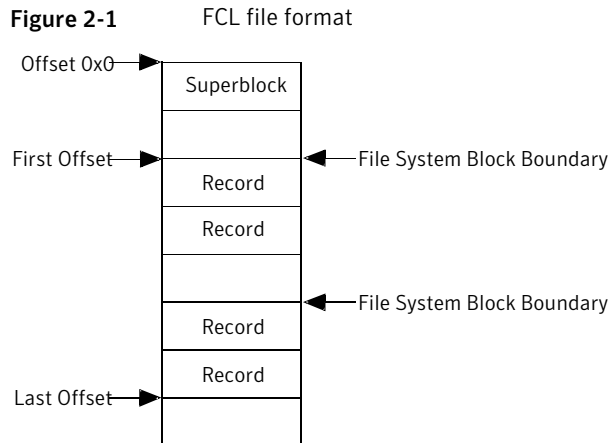 Figure 2-1 FCL file format
Offset 0x0
Superblock
First Offset
File System Block Boundary
Record
Record
File System Block Boundary
Record
Record
Last Offset